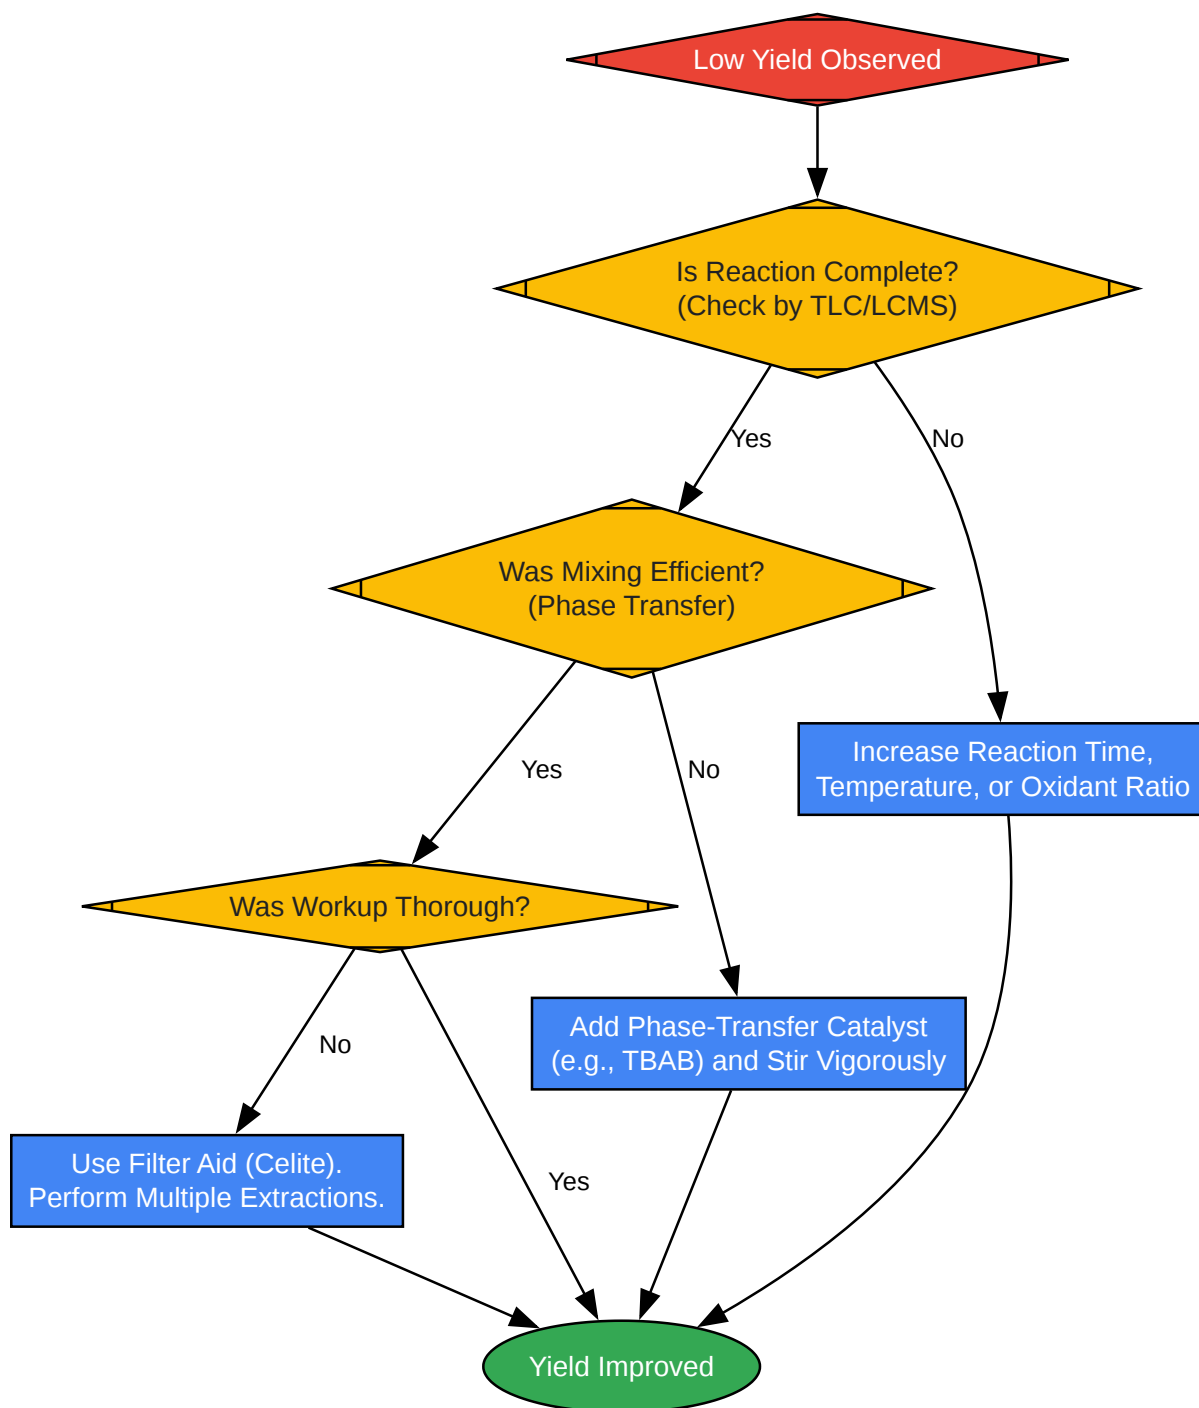 Low Yield Observed
Is Reaction Complete?
(Check by TLC/LCMS)
Yes
No
Was Mixing Efficient?
(Phase Transfer)
Yes
No
Increase Reaction Time,
Temperature, or Oxidant Ratio
Was Workup Thorough?
No
Add Phase-Transfer Catalyst
(e.g., TBAB) and Stir Vigorously
Use Filter Aid (Celite).
Perform Multiple Extractions.
Yes
Yield Improved